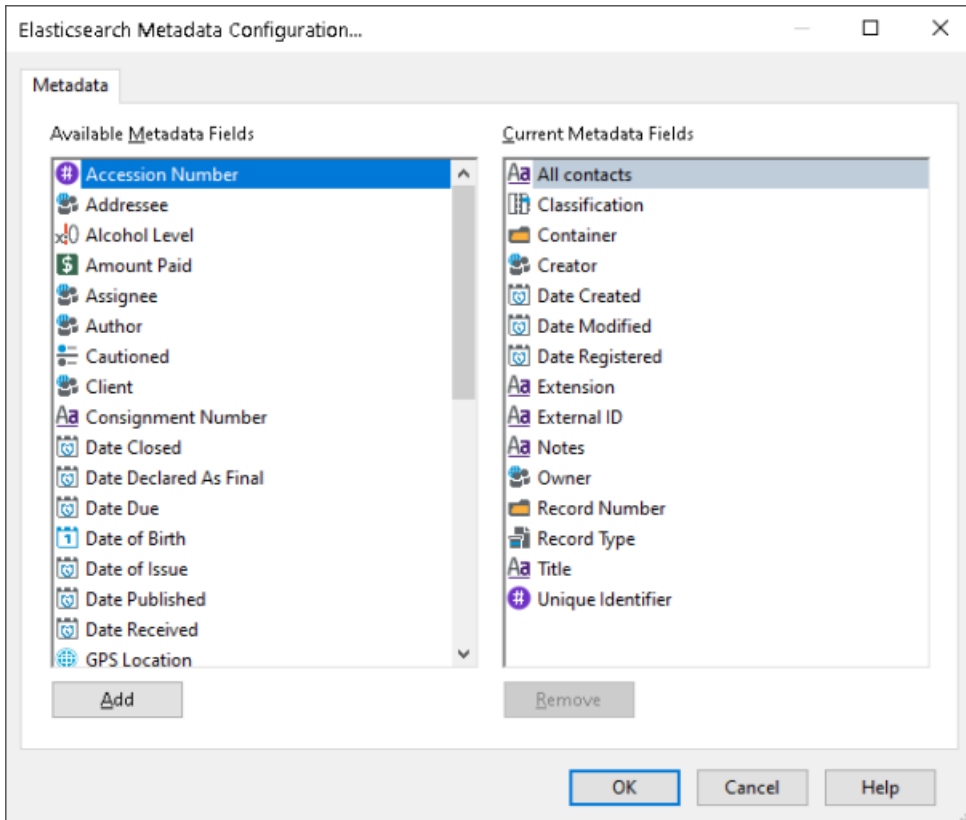 Elasticsearch Metadata Configuration...
Metadata
Available Metadata Fields
Accession Number
Addressee
Alcohol Level
Amount Paid
Assignee
Author
Cautioned
Client
Consignment Number
Date Closed
Date Declared As Final
Date Due
Date of Birth
Date of Issue
Date Published
Date Received
GPS Location
Add
Current Metadata Fields
All contacts
Classification
Container
Creator
Date Created
Date Modified
Date Registered
Extension
External ID
Notes
Owner
Record Number
Record Type
Title
Unique Identifier
Remove
OK
Cancel
Help